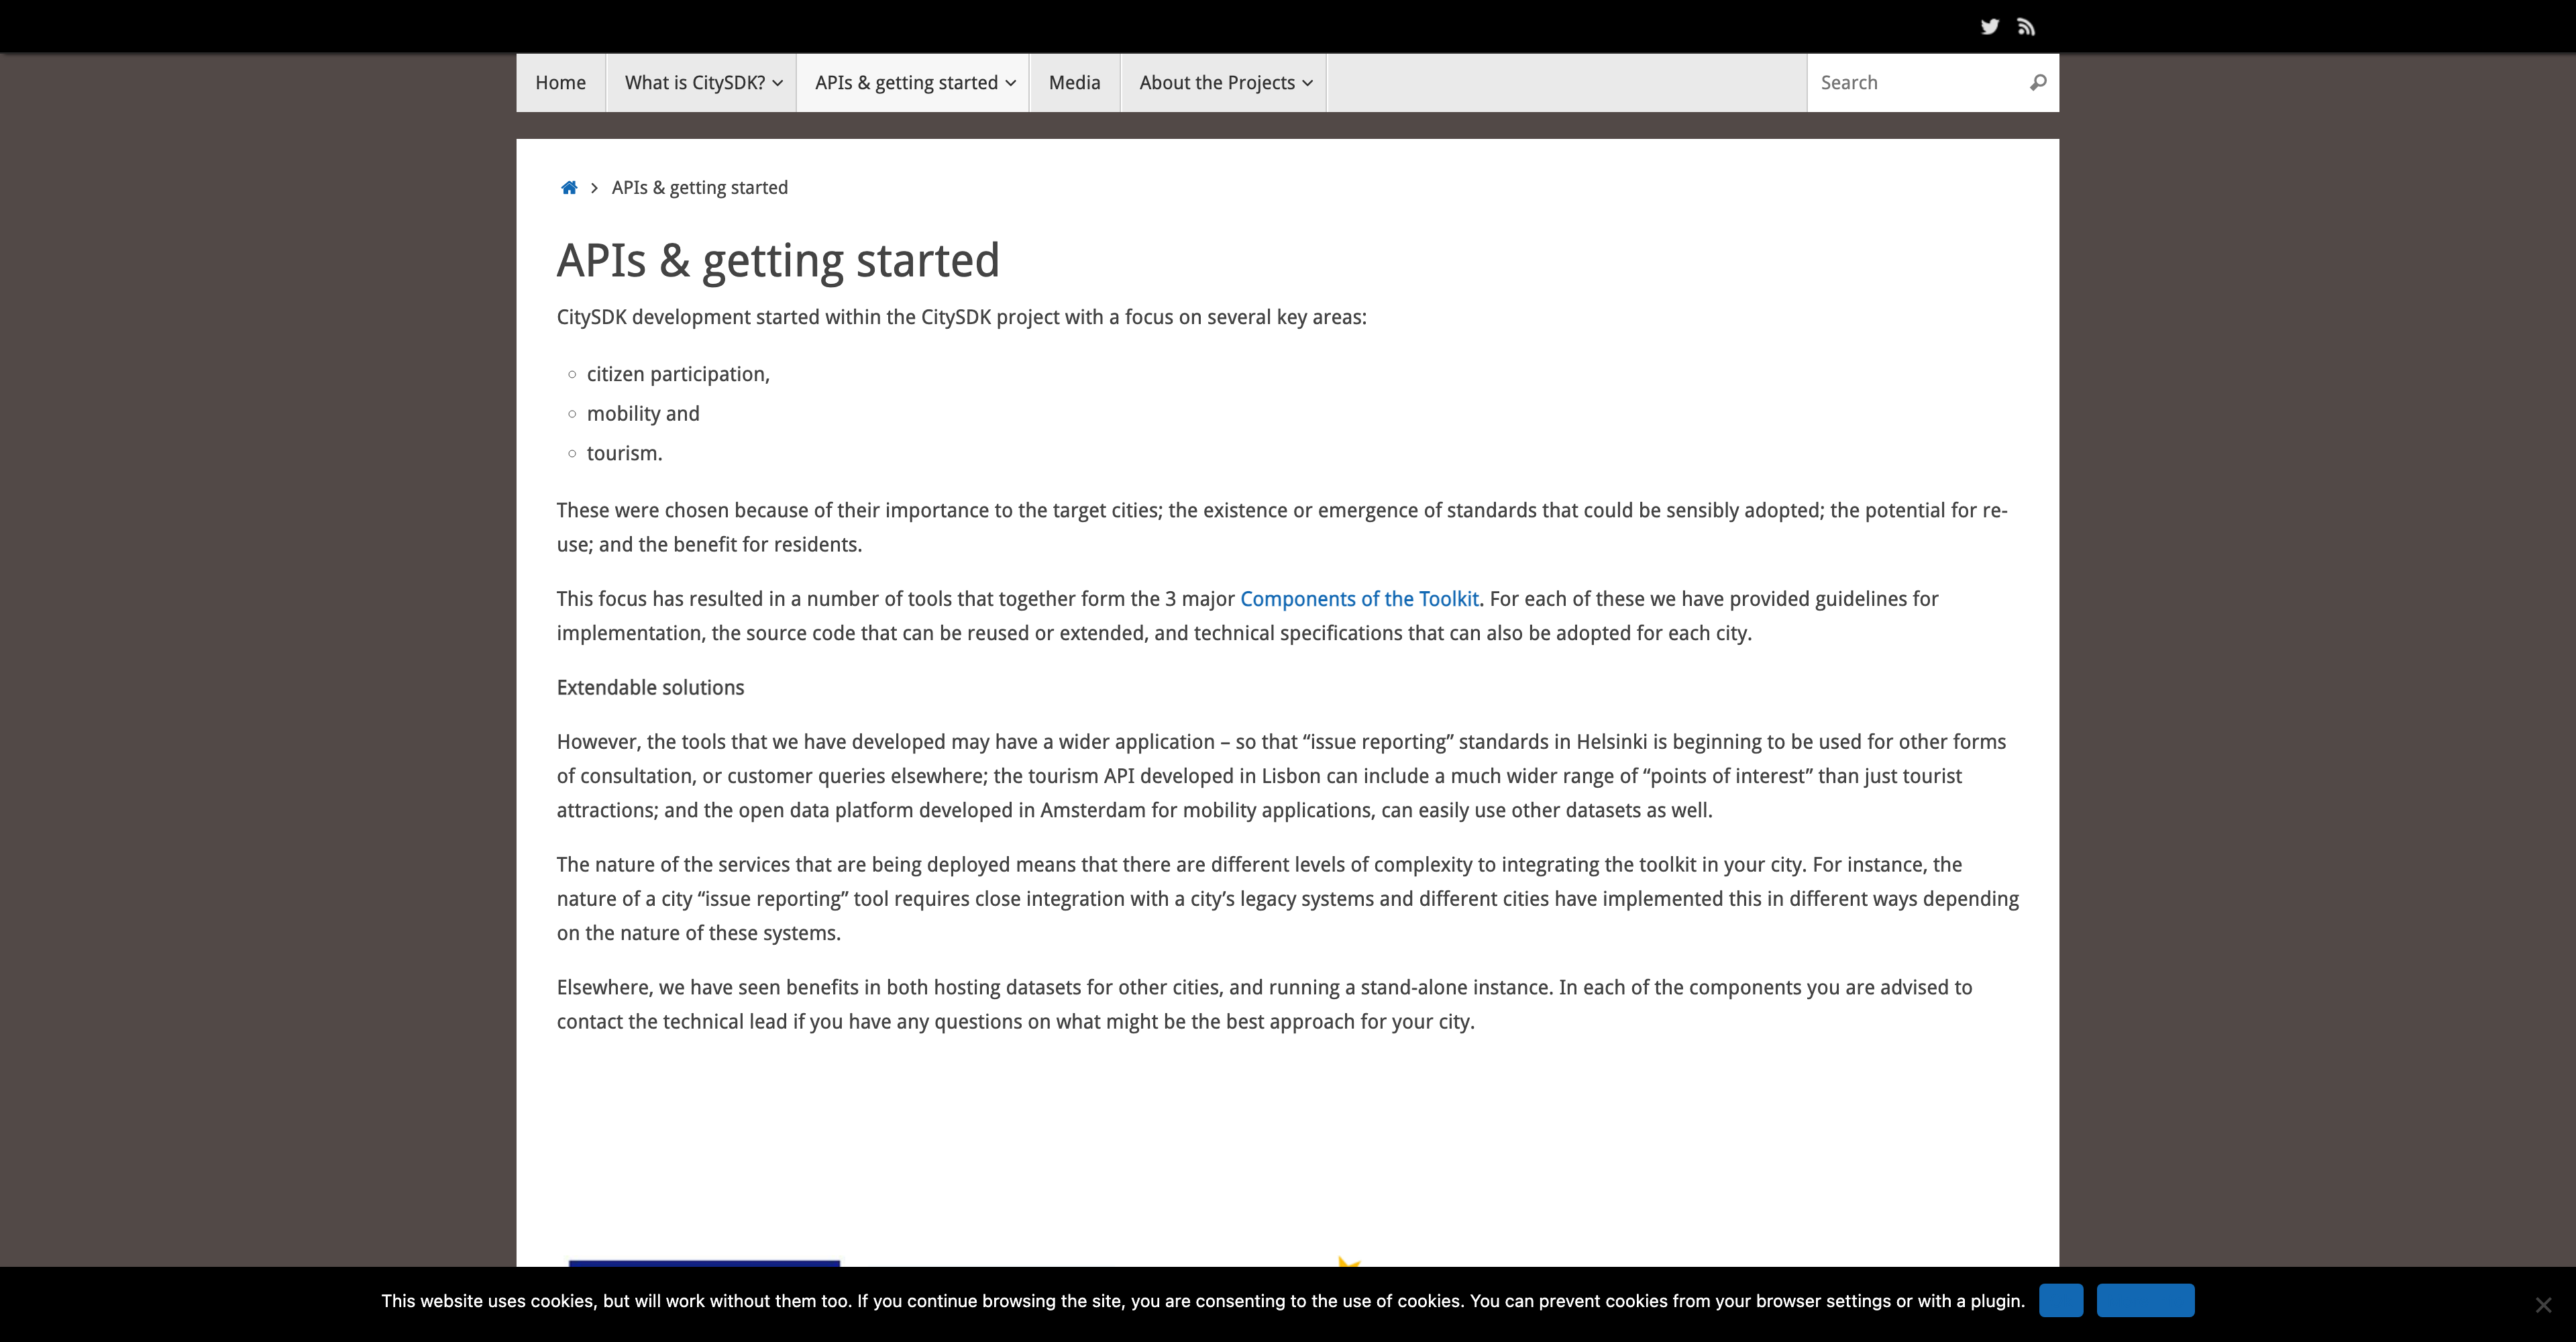 Home
What is CitySDK?
APIs & getting started
Media
About the Projects
Search
APIs & getting started
APIs & getting started
CitySDK development started within the CitySDK project with a focus on several key areas:
citizen participation,
mobility and
tourism.
These were chosen because of their importance to the target cities; the existence or emergence of standards that could be sensibly adopted; the potential for re-
use; and the benefit for residents.
This focus has resulted in a number of tools that together form the 3 major Components of the Toolkit. For each of these we have provided guidelines for
implementation, the source code that can be reused or extended, and technical specifications that can also be adopted for each city.
Extendable solutions
However, the tools that we have developed may have a wider application – so that “issue reporting” standards in Helsinki is beginning to be used for other forms
of consultation, or customer queries elsewhere; the tourism API developed in Lisbon can include a much wider range of “points of interest” than just tourist
attractions; and the open data platform developed in Amsterdam for mobility applications, can easily use other datasets as well.
The nature of the services that are being deployed means that there are different levels of complexity to integrating the toolkit in your city. For instance, the
nature of a city “issue reporting” tool requires close integration with a city’s legacy systems and different cities have implemented this in different ways depending
on the nature of these systems.
Elsewhere, we have seen benefits in both hosting datasets for other cities, and running a stand-alone instance. In each of the components you are advised to
contact the technical lead if you have any questions on what might be the best approach for your city.
This website uses cookies, but will work without them too. If you continue browsing the site, you are consenting to the use of cookies. You can prevent cookies from your browser settings or with a plugin.